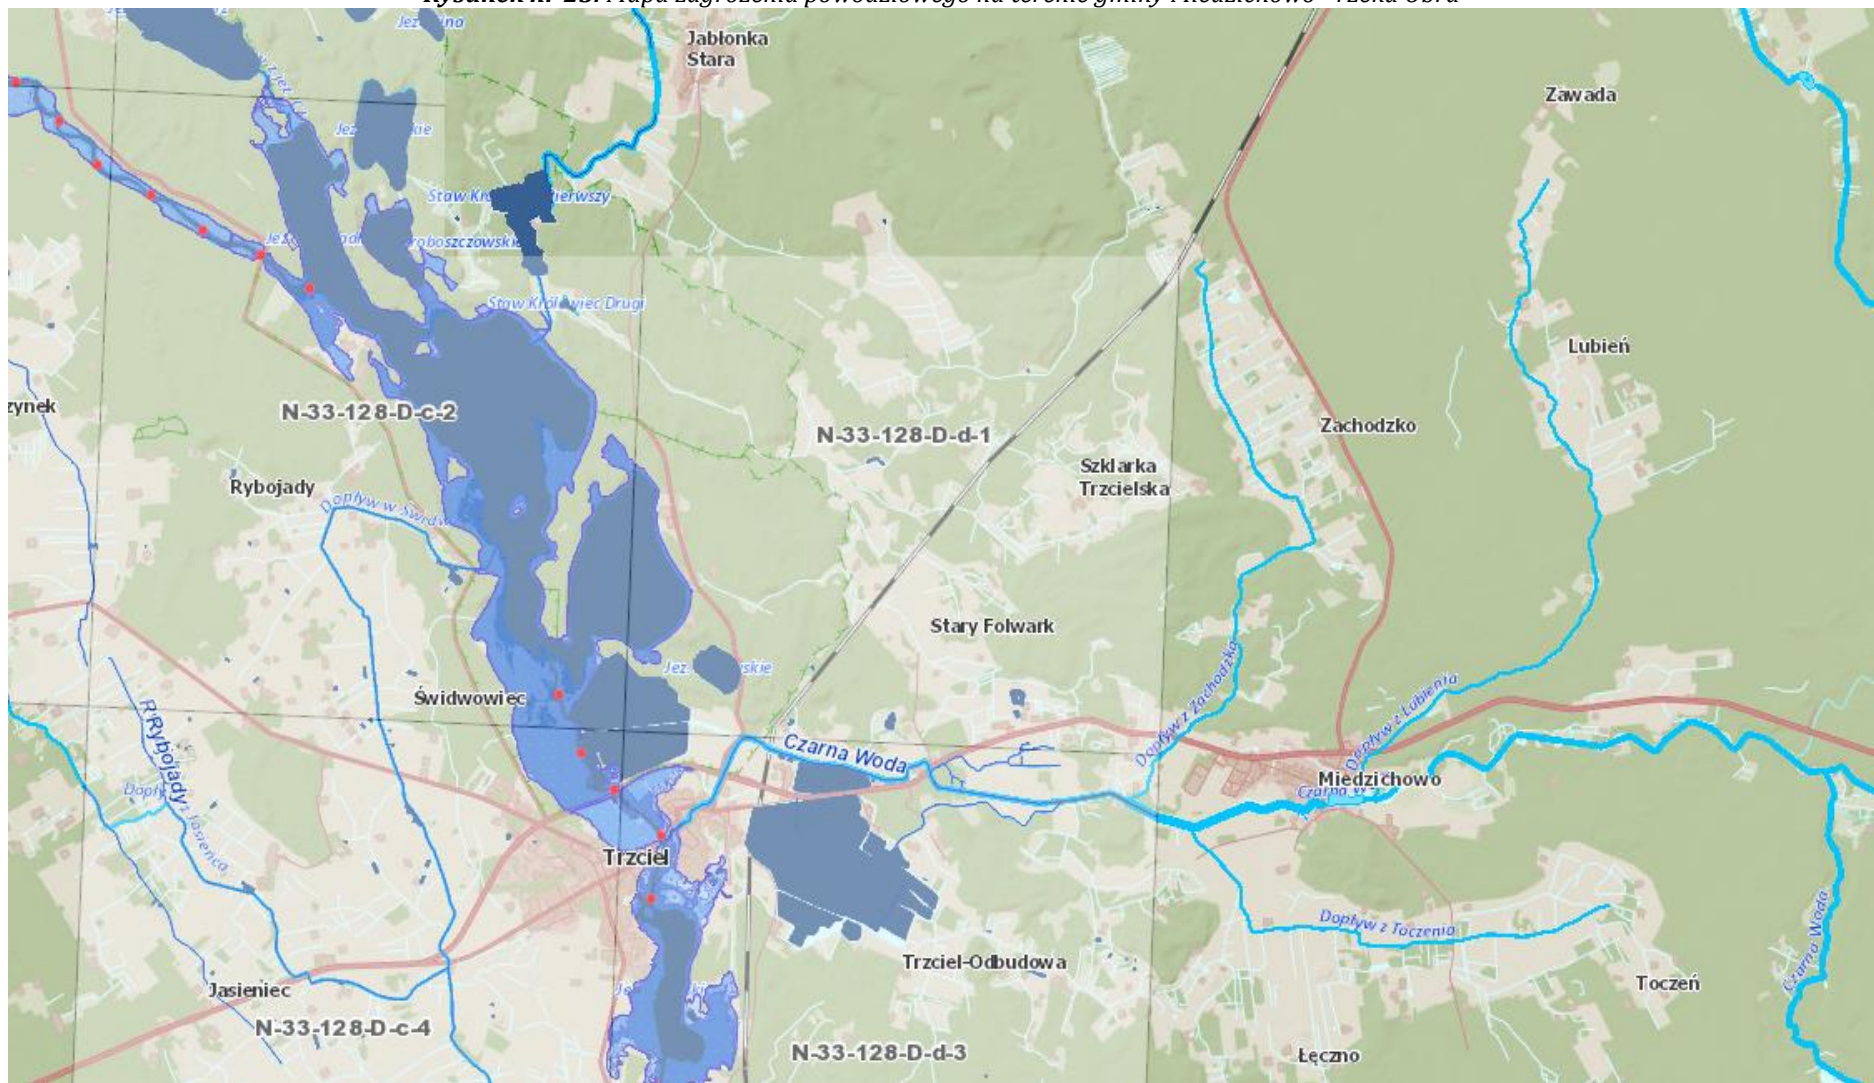 Jabłonka
Stara
Zawada
Staw Kr
ierwszy
roboszczowskie
Staw Królewiec Drugi
Lubień
zynek
N-33-128-D-c-2
N-33-128-D-d-1
Zachodzko
Szklarka
Trzcielska
Rybojady
Dopływ w Świdw
Stary Folwark
Jez.
skie
Świdwowiec
Dopływ z Zachodzka
Dopływ z Lubienia
Rybojady
Czarna Woda
Miedzichowo
Czarna W
Trzciel
Dopływ z Toczenia
Czarna Woda
Trzciel-Odbudowa
Jasieniec
Toczeń
N-33-128-D-c-4
N-33-128-D-d-3
Łęczno